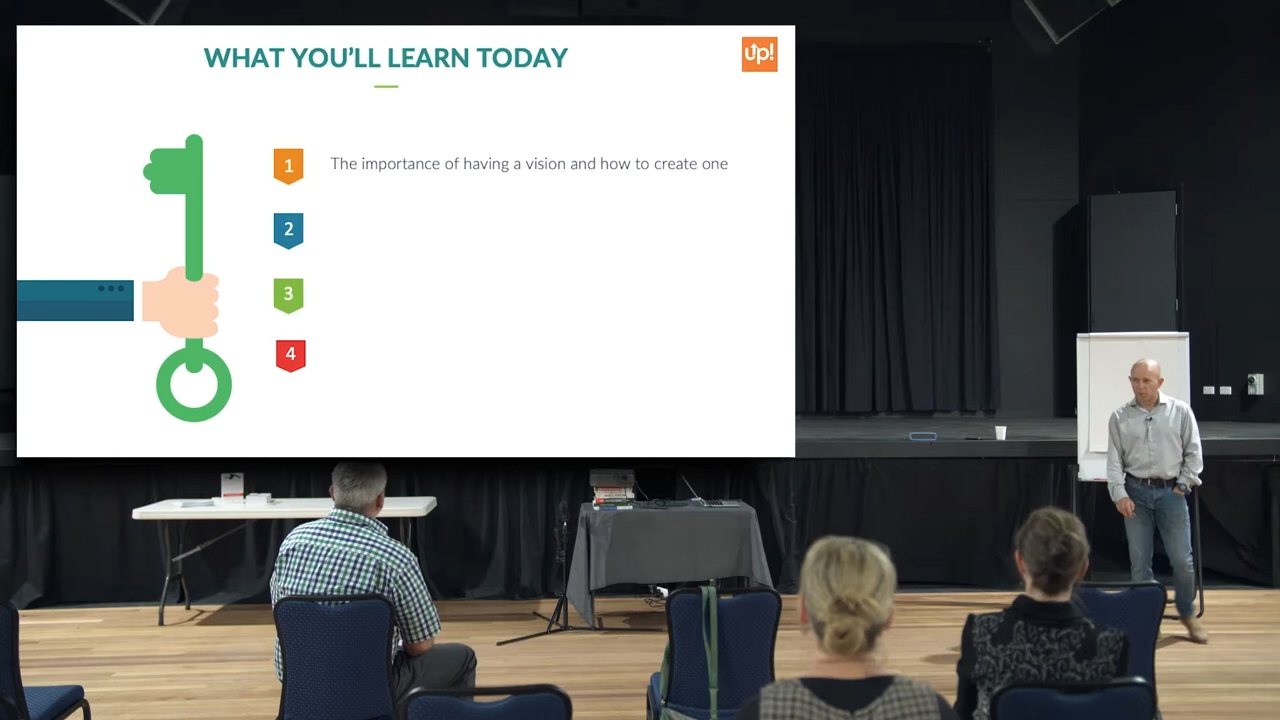 WHAT YOU'LL LEARN TODAY
up!
1 The importance of having a vision and how to create one
2
3
4